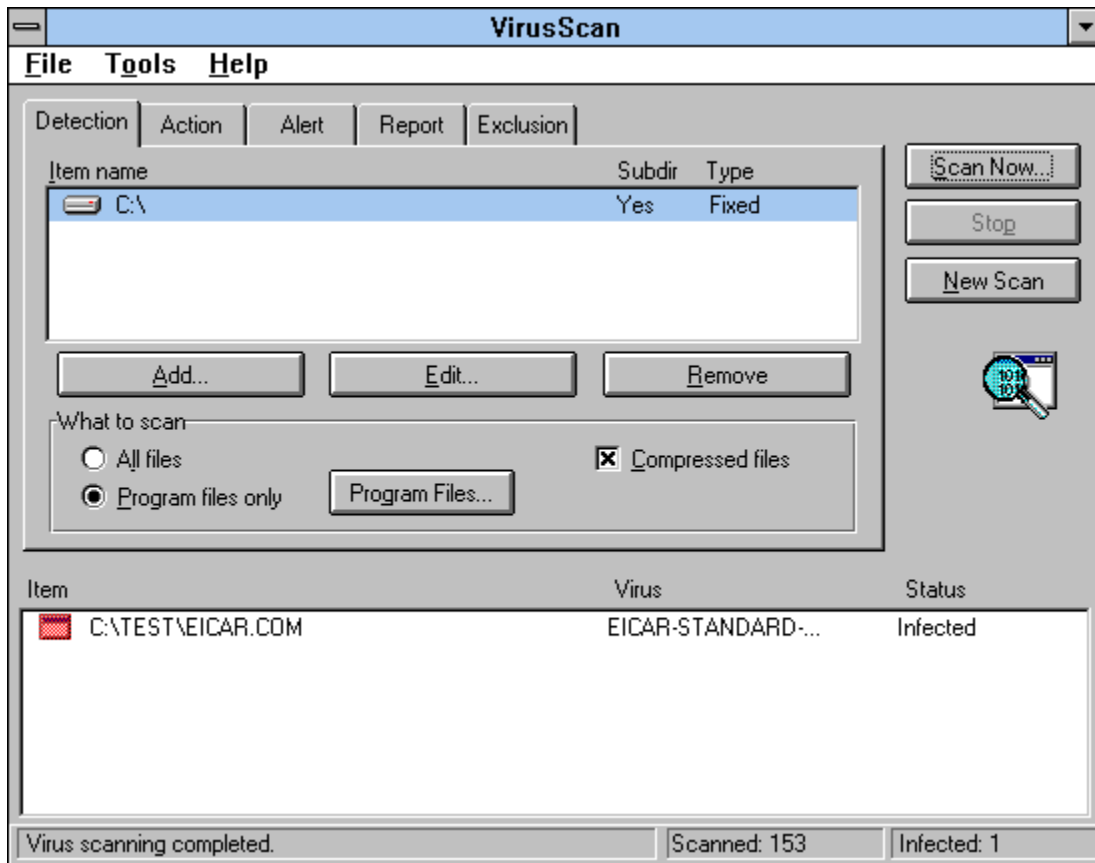 VirusScan
File Tools Help
Detection Action Alert Report Exclusion
Item name Subdir Type
C:\ Yes Fixed
Scan Now...
Stop
New Scan
Add... Edit... Remove
101
101
What to scan
All files
Compressed files
Program files only
Program Files...
Item Virus Status
C:\TEST\EICAR.COM EICAR-STANDARD-... Infected
Virus scanning completed. Scanned: 153 Infected: 1